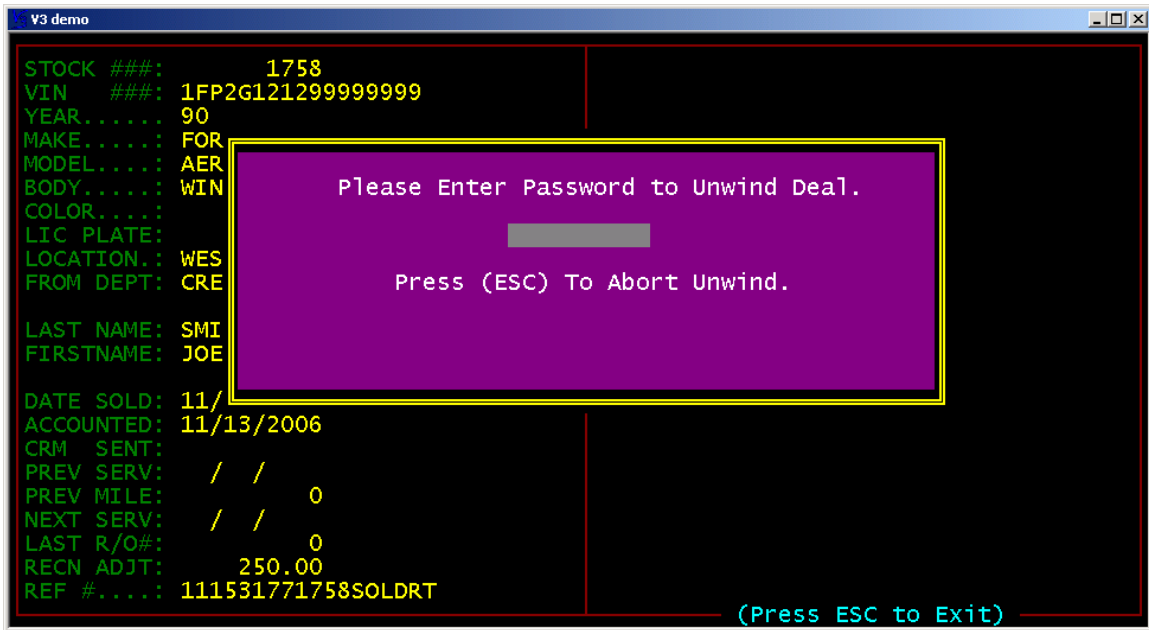 V3 demo
STOCK ###: 1758
VIN ###: 1FP2G121299999999
YEAR...... 90
MAKE.....: FOR
MODEL....: AER
BODY.....: WIN
Please Enter Password to Unwind Deal.
COLOR....:
LIC PLATE:
LOCATION.: WES
FROM DEPT: CRE
Press (ESC) To Abort Unwind.
LAST NAME: SMI
FIRSTNAME: JOE
DATE SOLD: 11/
ACCOUNTED: 11/13/2006
CRM SENT:
PREV SERV: / /
PREV MILE: 0
NEXT SERV: / /
LAST R/O#: 0
RECN ADJT: 250.00
REF #....: 111531771758SOLDRT
(Press ESC to Exit)